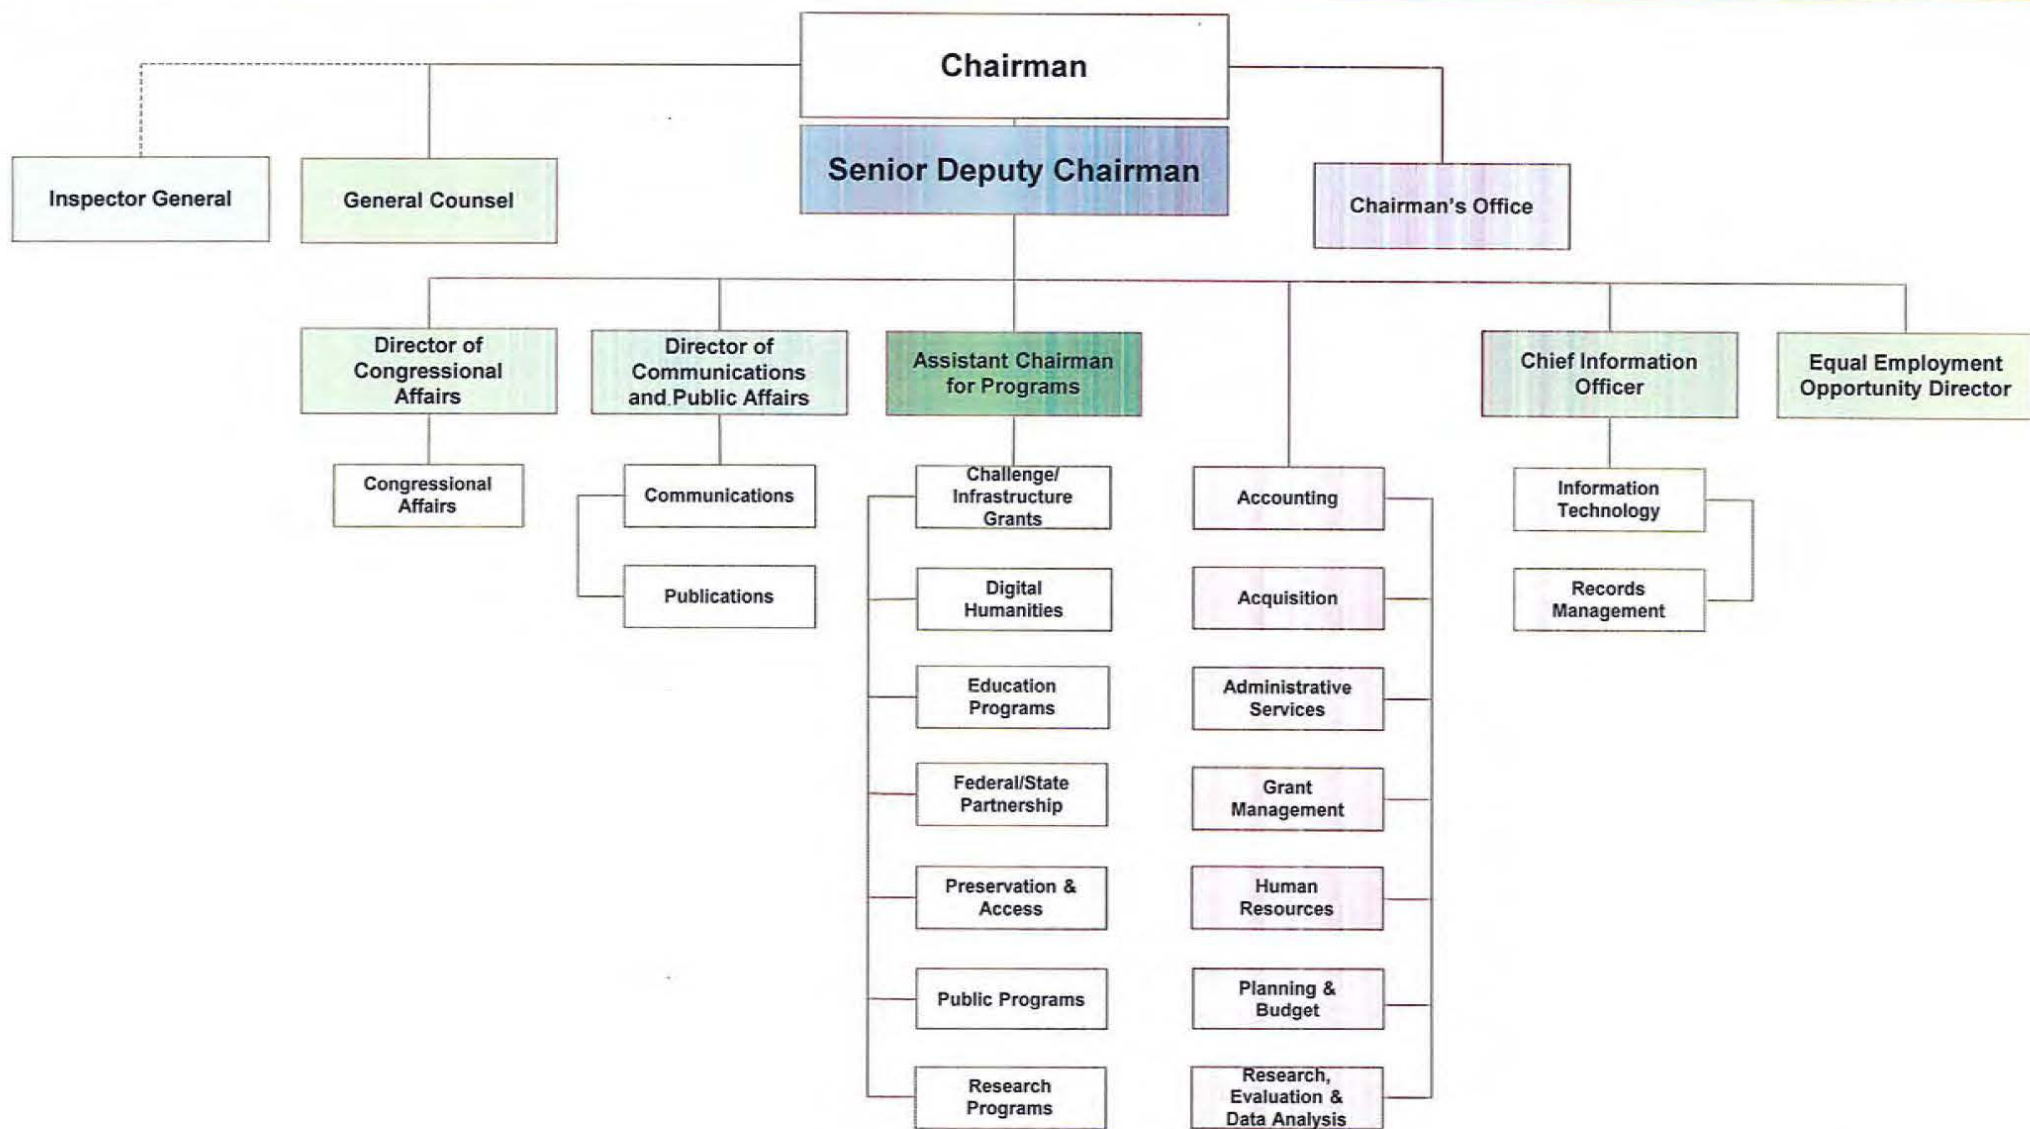 Chairman
Senior Deputy Chairman
Inspector General
General Counsel
Chairman's Office
Director of
Congressional
Affairs
Director of
Communications
and Public Affairs
Assistant Chairman
for Programs
Chief Information
Officer
Equal Employment
Opportunity Director
Congressional
Affairs
Communications
Publications
Challenge/
Infrastructure
Grants
Digital
Humanities
Education
Programs
Federal/State
Partnership
Preservation &
Access
Public Programs
Research
Programs
Accounting
Acquisition
Administrative
Services
Grant
Management
Human
Resources
Planning &
Budget
Research,
Evaluation &
Data Analysis
Information
Technology
Records
Management